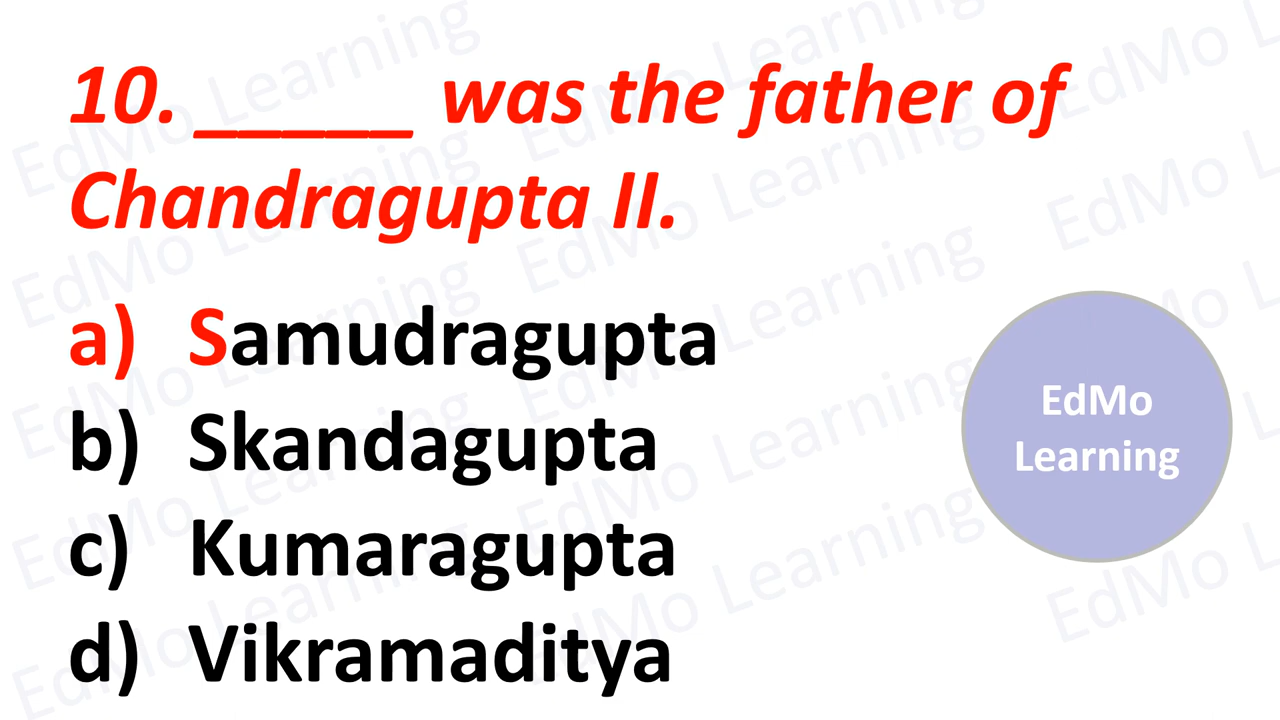 10. _____ was the father of
Chandragupta II.
a) Samudragupta
b) Skandagupta
c) Kumaragupta
d) Vikramaditya
EdMo
Learning